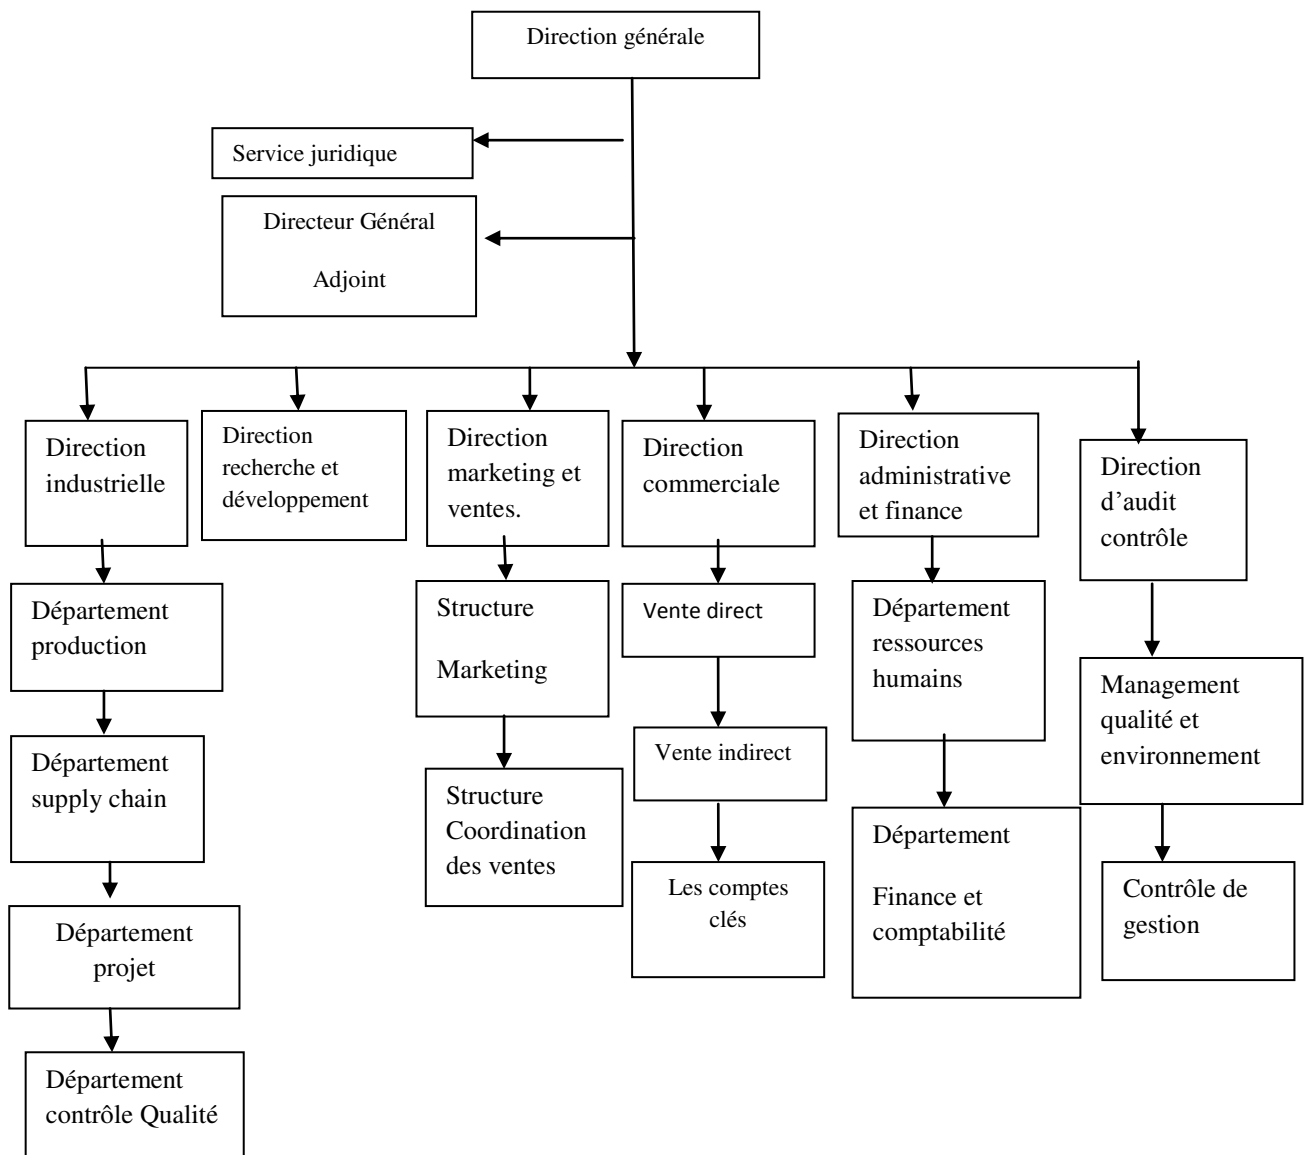 Direction générale
Service juridique
Directeur Général
Adjoint
Direction
industrielle
Direction
recherche et
développement
Direction
marketing et
ventes.
Direction
commerciale
Direction
administrative
et finance
Direction
d’audit
contrôle
Département
production
Structure
Marketing
Vente direct
Département
ressources
humains
Management
qualité et
environnement
Département
supply chain
Structure
Coordination
des ventes
Vente indirect
Département
Finance et
comptabilité
Contrôle de
gestion
Les comptes
clés
Département
projet
Département
contrôle Qualité